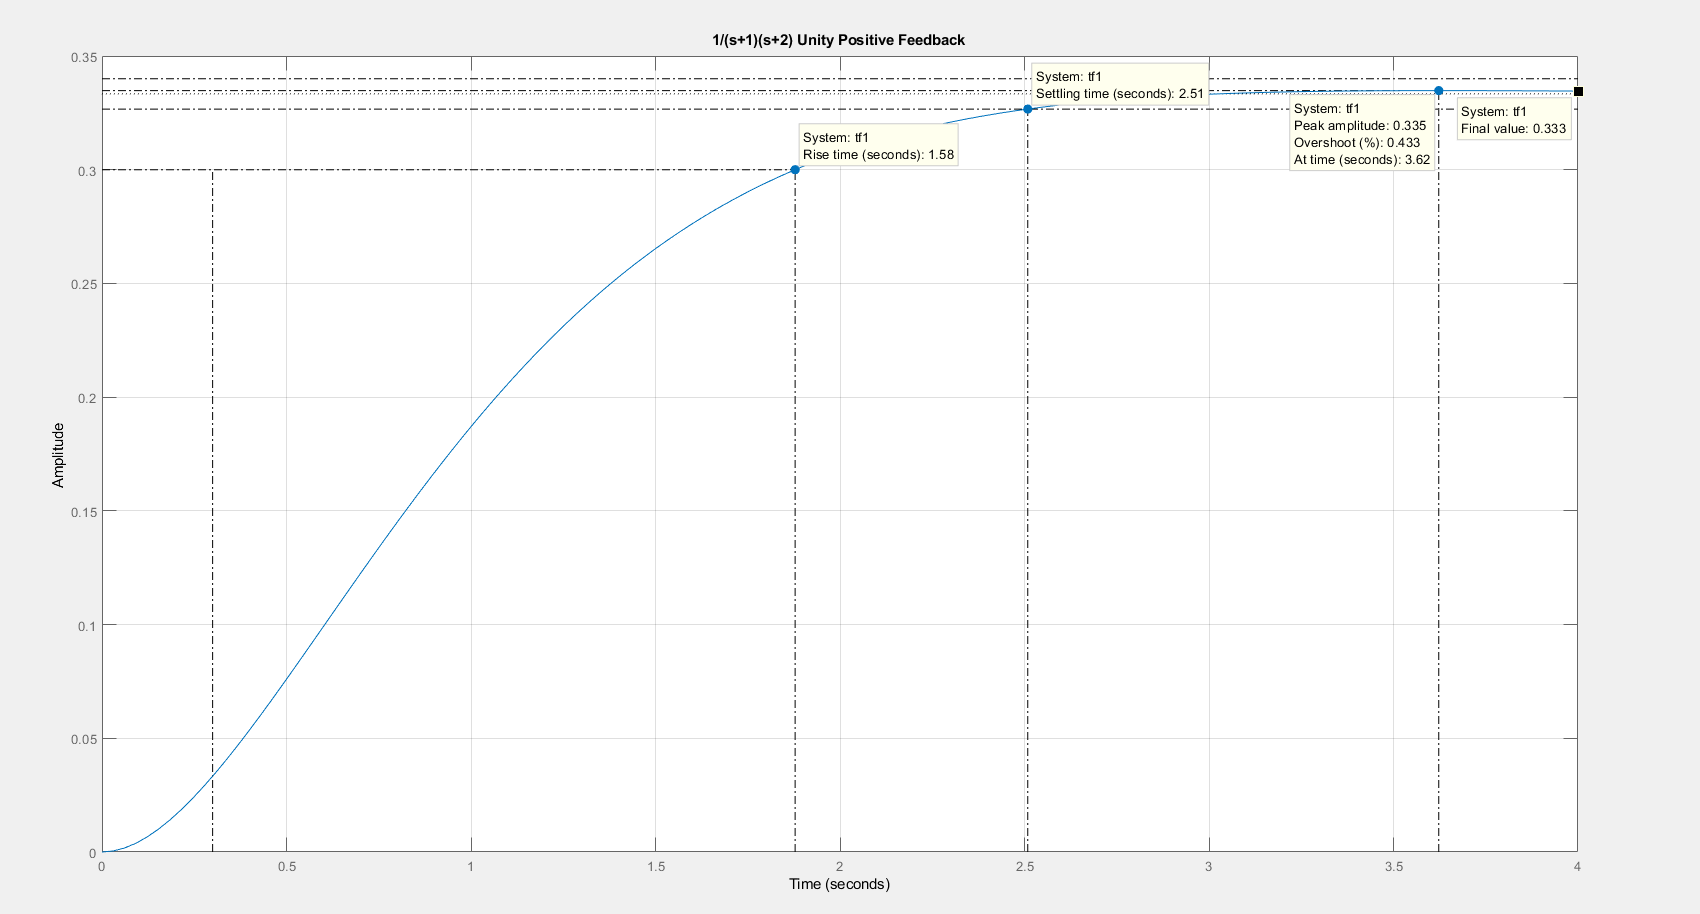 1/(s+1)(s+2) Unity Positive Feedback
0.35
0.3
0.25
0.2
0.15
0.1
0.05
0
Amplitude
System: tf1
Rise time (seconds): 1.58
System: tf1
Settling time (seconds): 2.51
System: tf1
Peak amplitude: 0.335
Overshoot (%): 0.433
At time (seconds): 3.62
System: tf1
Final value: 0.333
0 0.5 1 1.5 2 2.5 3 3.5 4
Time (seconds)